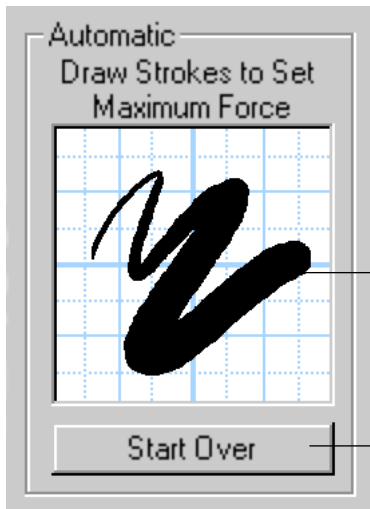 Automatic
Draw Strokes to Set
Maximum Force
Start Over